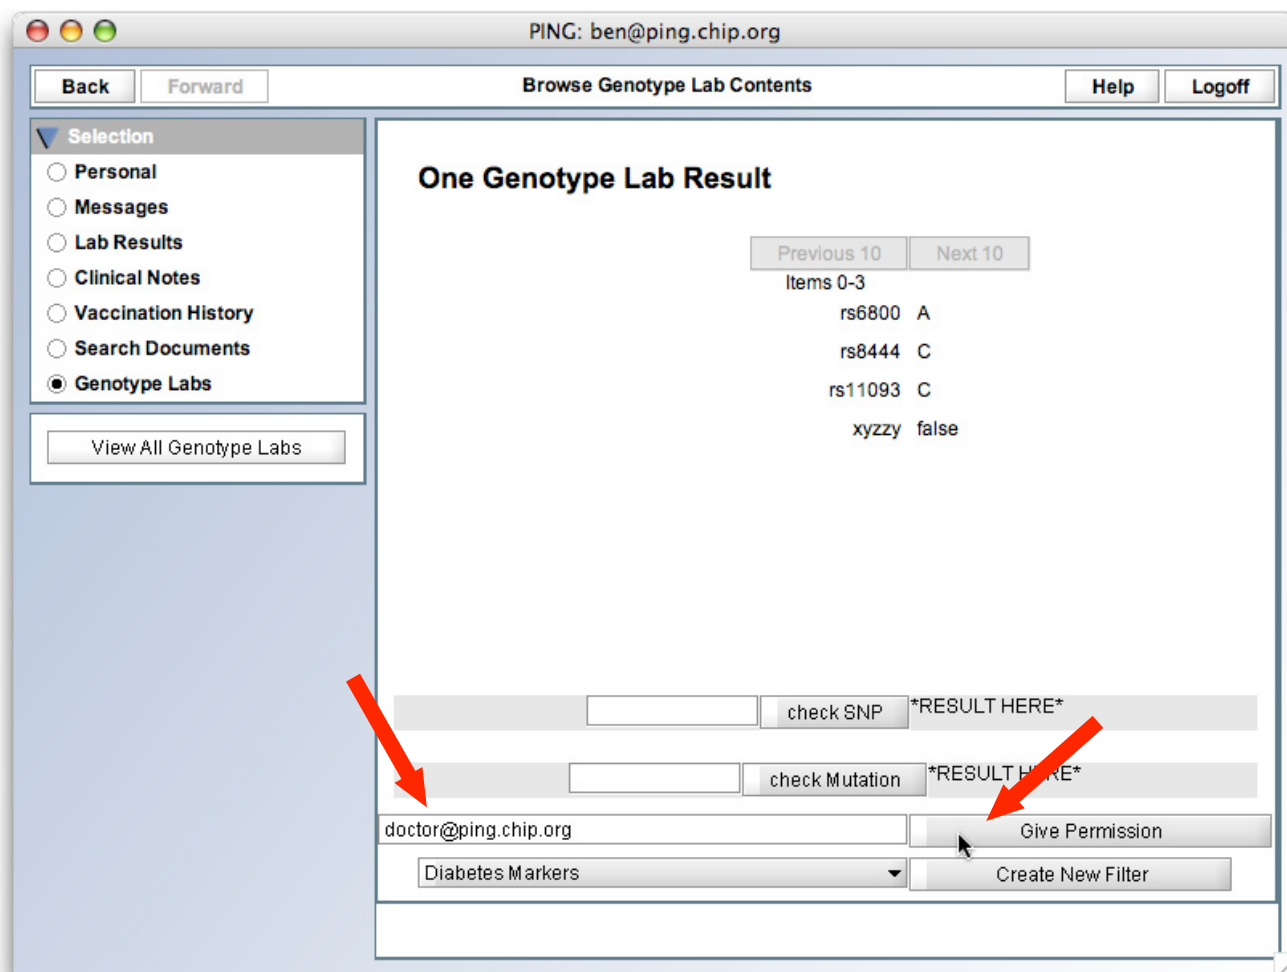 PING: ben@ping.chip.org
Back Forward Browse Genotype Lab Contents Help Logoff
Selection
Personal
Messages
Lab Results
Clinical Notes
Vaccination History
Search Documents
Genotype Labs
View All Genotype Labs
One Genotype Lab Result
Previous 10 Next 10
Items 0-3
rs6800 A
rs8444 C
rs11093 C
xyzzy false
check SNP *RESULT HERE*
check Mutation *RESULT HERE*
doctor@ping.chip.org Give Permission
Diabetes Markers Create New Filter